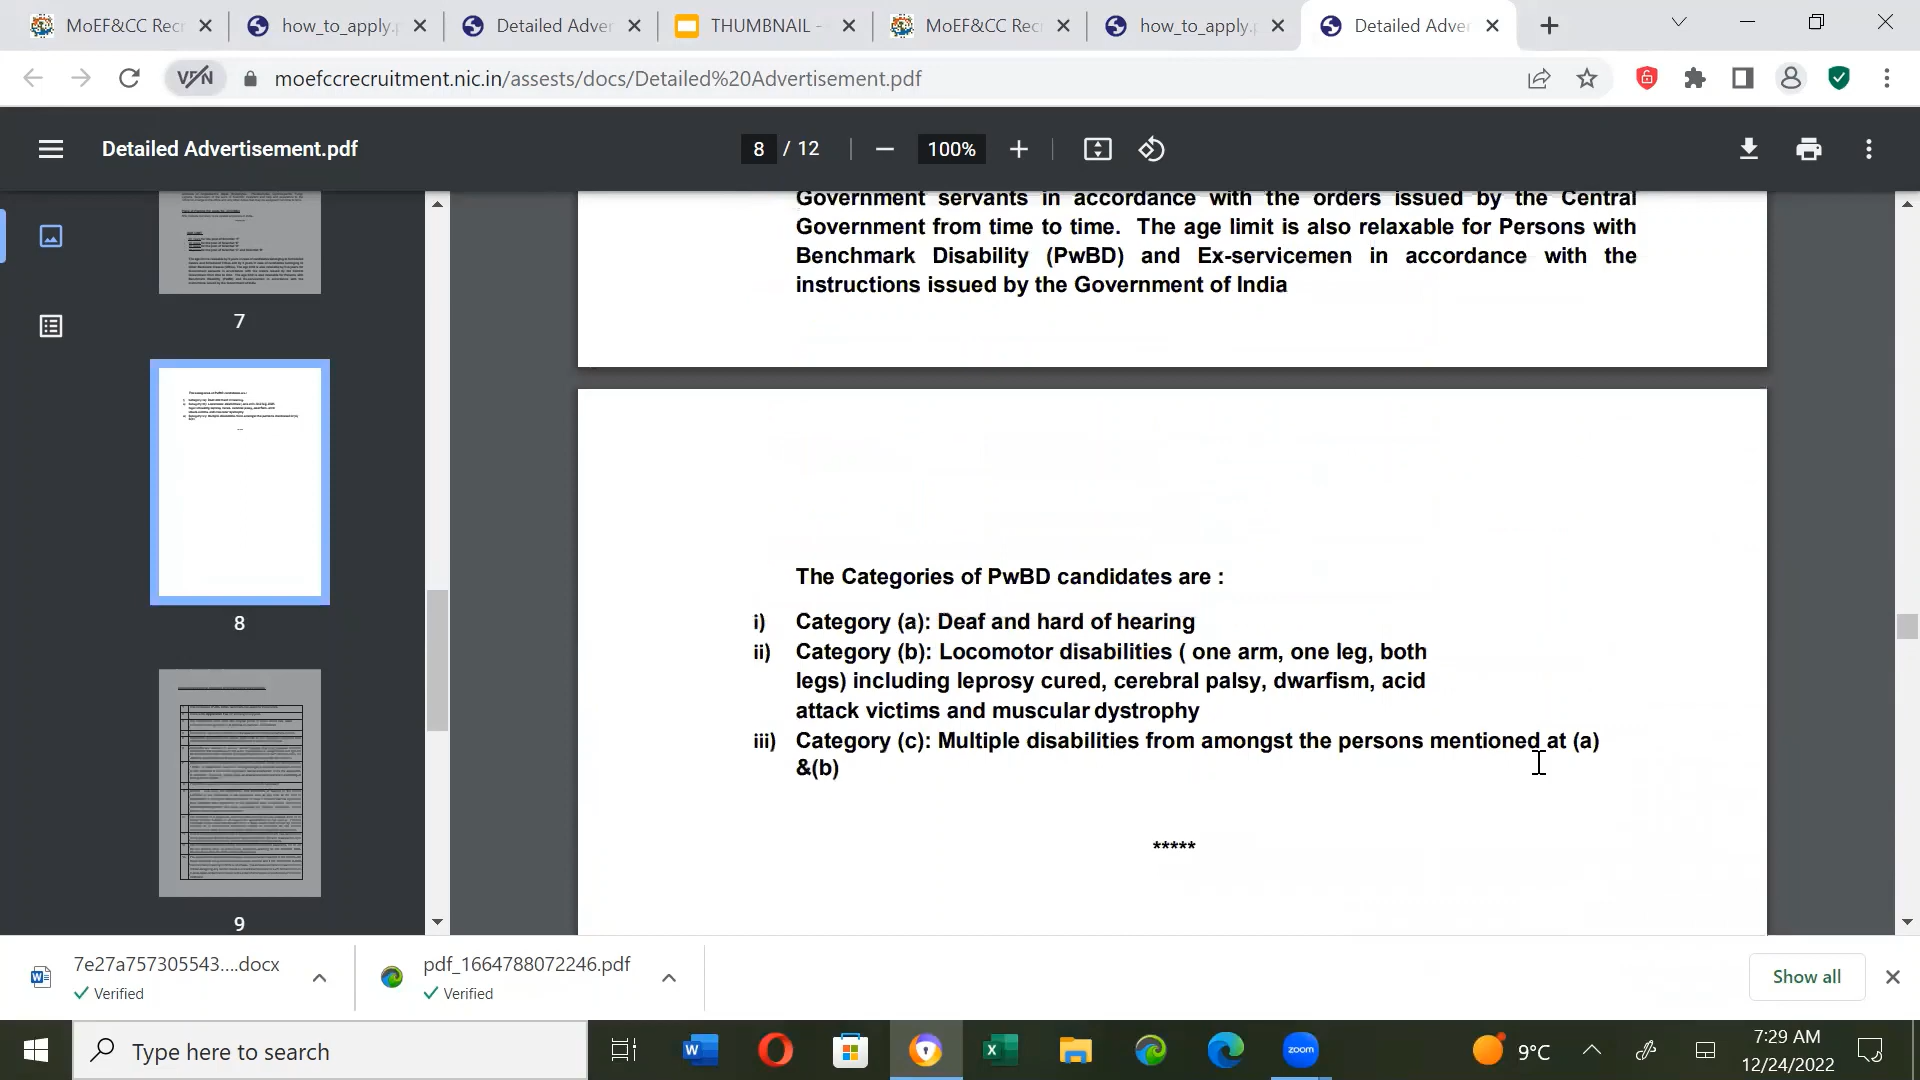 MoEF&CC Recr
how_to_apply.p
Detailed Adver
THUMBNAIL -
MoEF&CC Recr
how_to_apply.p
Detailed Adver
VPN
moefccrecruitment.nic.in/assests/docs/Detailed%20Advertisement.pdf
Detailed Advertisement.pdf
8 / 12
100%
7
8
9
Government servants in accordance with the orders issued by the Central
Government from time to time. The age limit is also relaxable for Persons with
Benchmark Disability (PwBD) and Ex-servicemen in accordance with the
instructions issued by the Government of India
The Categories of PwBD candidates are :
i) Category (a): Deaf and hard of hearing
ii) Category (b): Locomotor disabilities ( one arm, one leg, both
legs) including leprosy cured, cerebral palsy, dwarfism, acid
attack victims and muscular dystrophy
iii) Category (c): Multiple disabilities from amongst the persons mentioned at (a)
&(b)
*****
7e27a757305543....docx
Verified
pdf_1664788072246.pdf
Verified
Show all
Type here to search
zoom
9°C
7:29 AM
12/24/2022